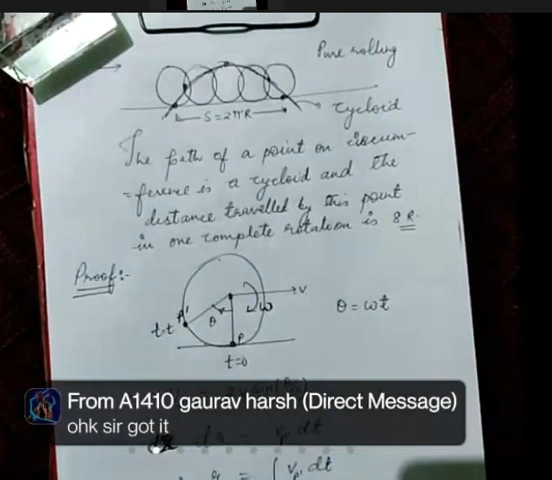 Pure rolling
S=2πR
cycloid
The path of a point on circum-
-ference is a cycloid and the
distance travelled by this point
in one complete rotation is 8R.
Proof:-
v
ω
P'
t=t
θ
θ = ωt
P
t=0
From A1410 gaurav harsh (Direct Message)
ohk sir got it
= ∫ Vp' dt